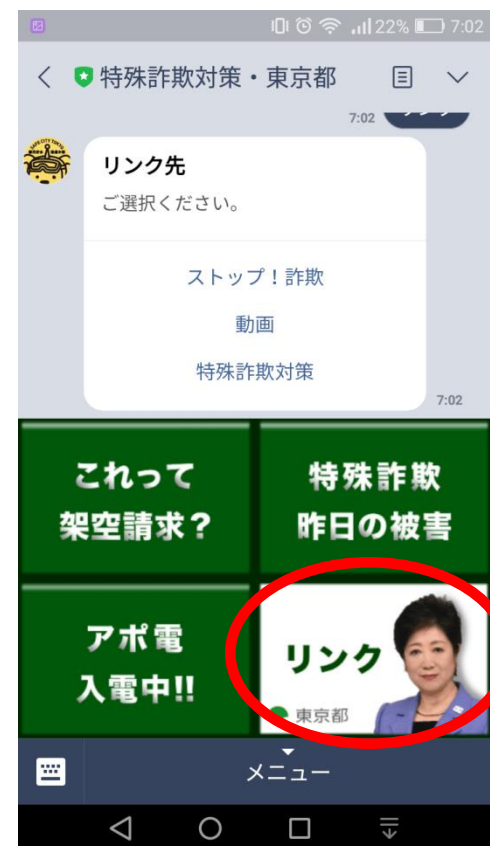 22% 7:02
特殊詐欺対策・東京都
7:02
リンク先
ご選択ください。
ストップ！詐欺
動画
特殊詐欺対策
7:02
これって
架空請求？
特殊詐欺
昨日の被害
アポ電
入電中!!
リンク
東京都
メニュー